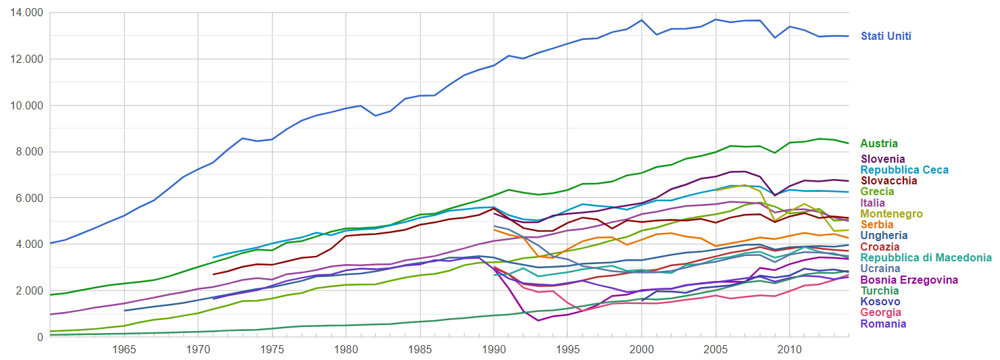 14.000
12.000
10.000
8.000
6.000
4.000
2.000
0
1965 1970 1975 1980 1985 1990 1995 2000 2005 2010
Stati Uniti
Austria
Slovenia
Repubblica Ceca
Slovacchia
Grecia
Italia
Montenegro
Serbia
Ungheria
Croazia
Repubblica di Macedonia
Ucraina
Bosnia Erzegovina
Turchia
Kosovo
Georgia
Romania